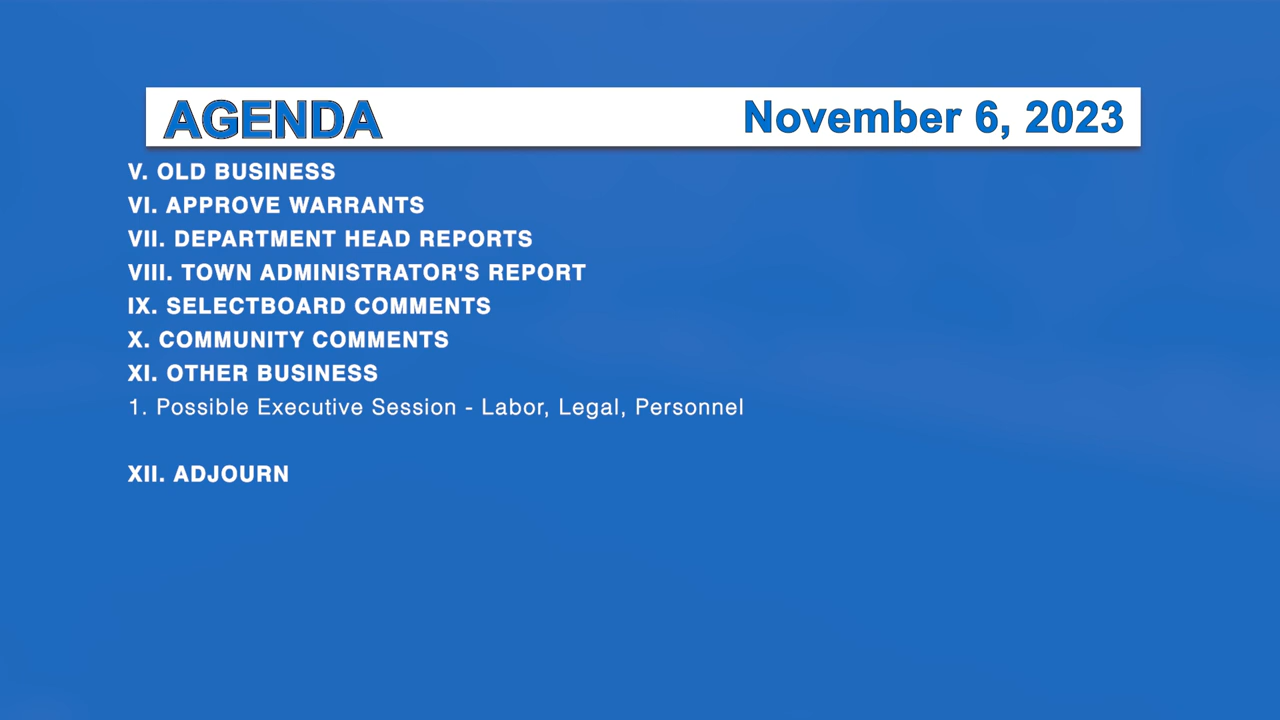 AGENDA November 6, 2023
V. OLD BUSINESS
VI. APPROVE WARRANTS
VII. DEPARTMENT HEAD REPORTS
VIII. TOWN ADMINISTRATOR'S REPORT
IX. SELECTBOARD COMMENTS
X. COMMUNITY COMMENTS
XI. OTHER BUSINESS
1. Possible Executive Session - Labor, Legal, Personnel
XII. ADJOURN